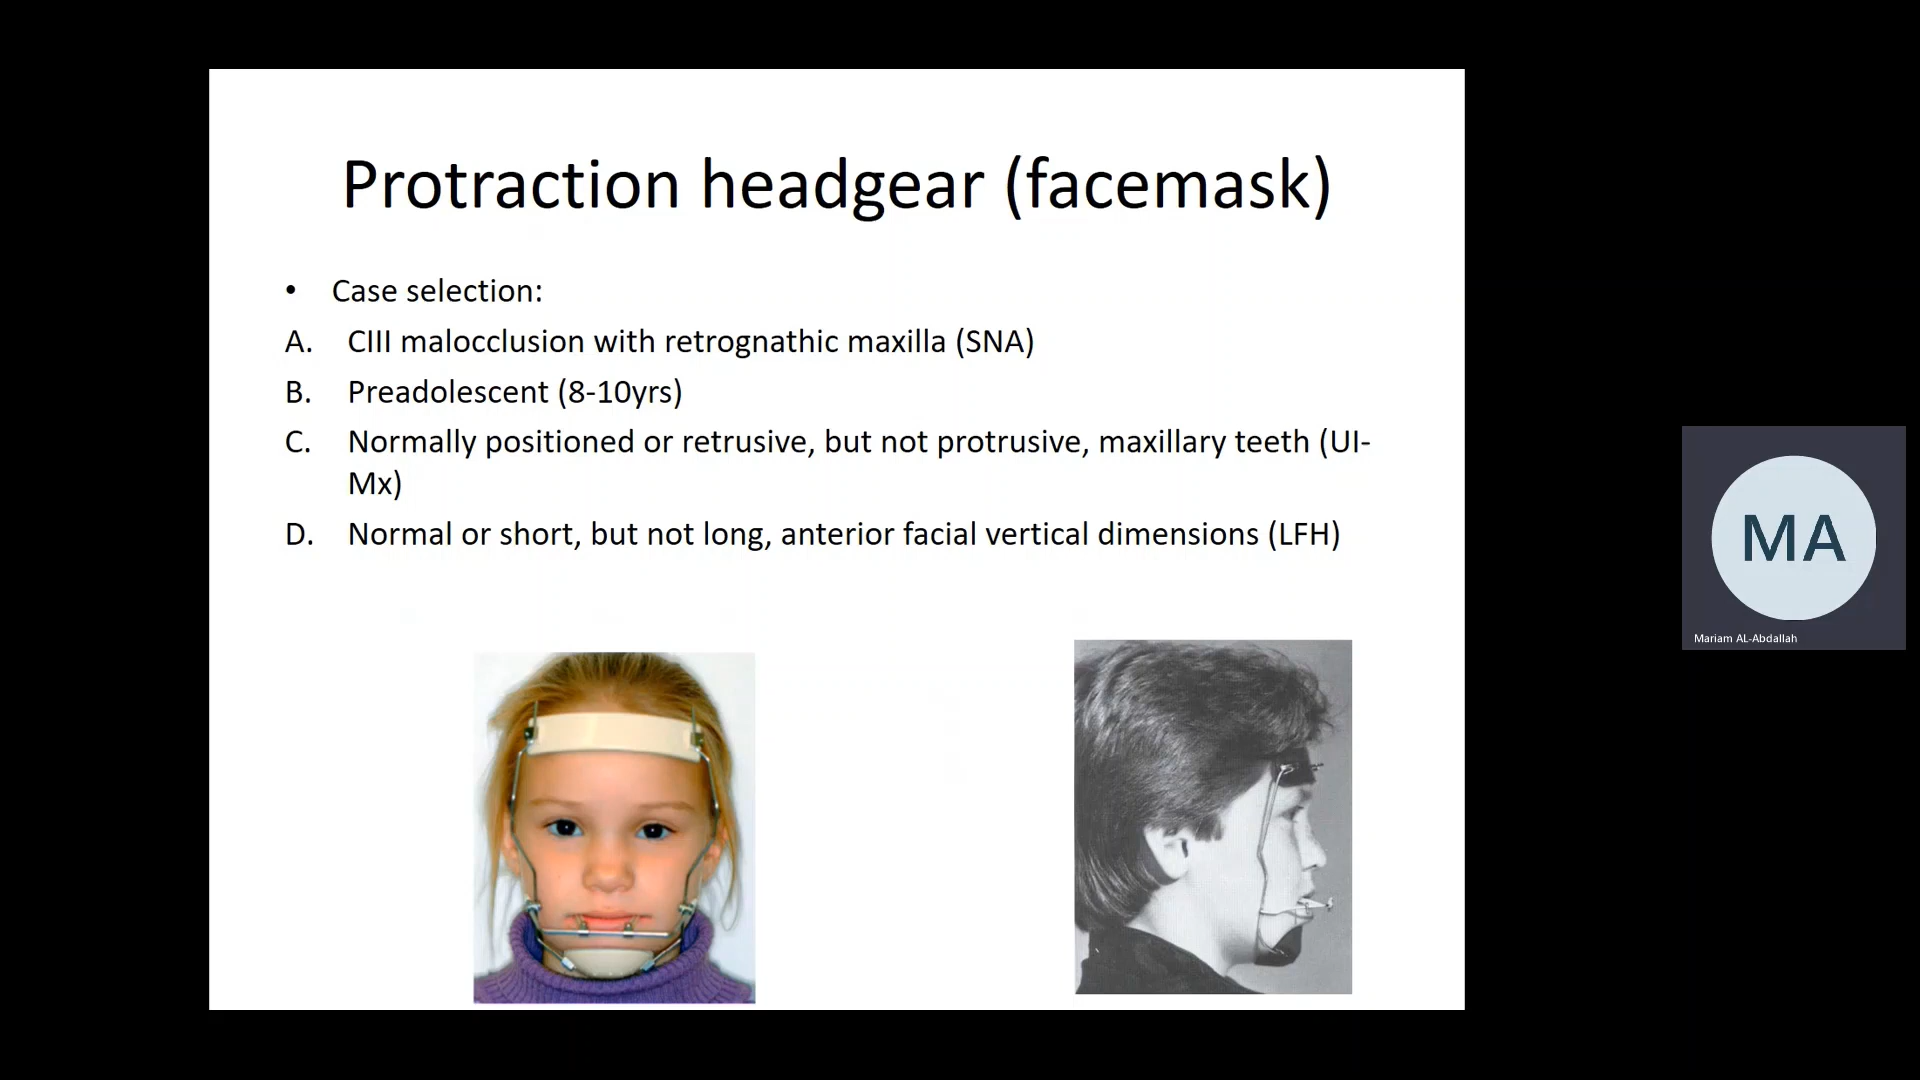 Protraction headgear (facemask)
• Case selection:
A. CIII malocclusion with retrognathic maxilla (SNA)
B. Preadolescent (8-10yrs)
C. Normally positioned or retrusive, but not protrusive, maxillary teeth (UI-
Mx)
D. Normal or short, but not long, anterior facial vertical dimensions (LFH)
MA
Mariam AL-Abdallah